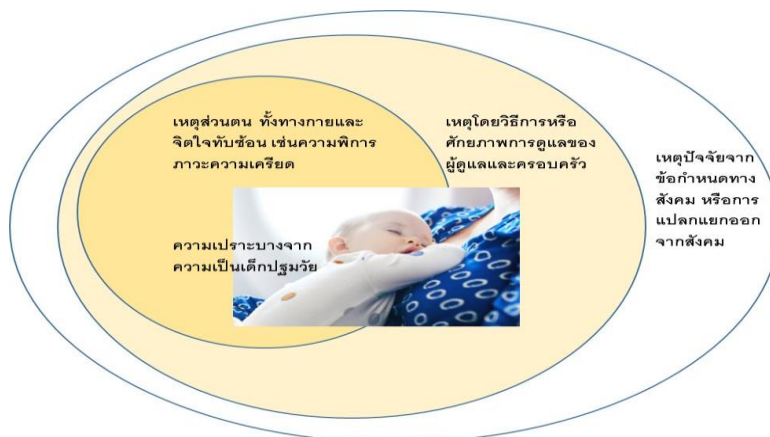 เหตุส่วนตน ทั้งทางกายและ
จิตใจทับซ้อน เช่นความพิการ
ภาวะความเครียด
ความเปราะบางจาก
ความเป็นเด็กปฐมวัย
เหตุโดยวิธีการหรือ
ศักยภาพการดูแลของ
ผู้ดูแลและครอบครัว
เหตุปัจจัยจาก
ข้อกำหนดทาง
สังคม หรือการ
แปลกแยกออก
จากสังคม